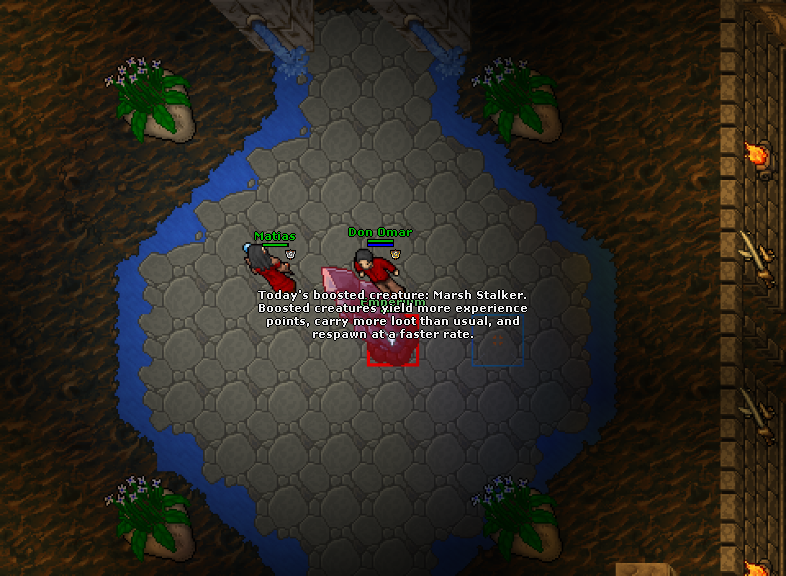 Matias
Don Omar
Emperium
Today's boosted creature: Marsh Stalker.
Boosted creatures yield more experience
points, carry more loot than usual, and
respawn at a faster rate.